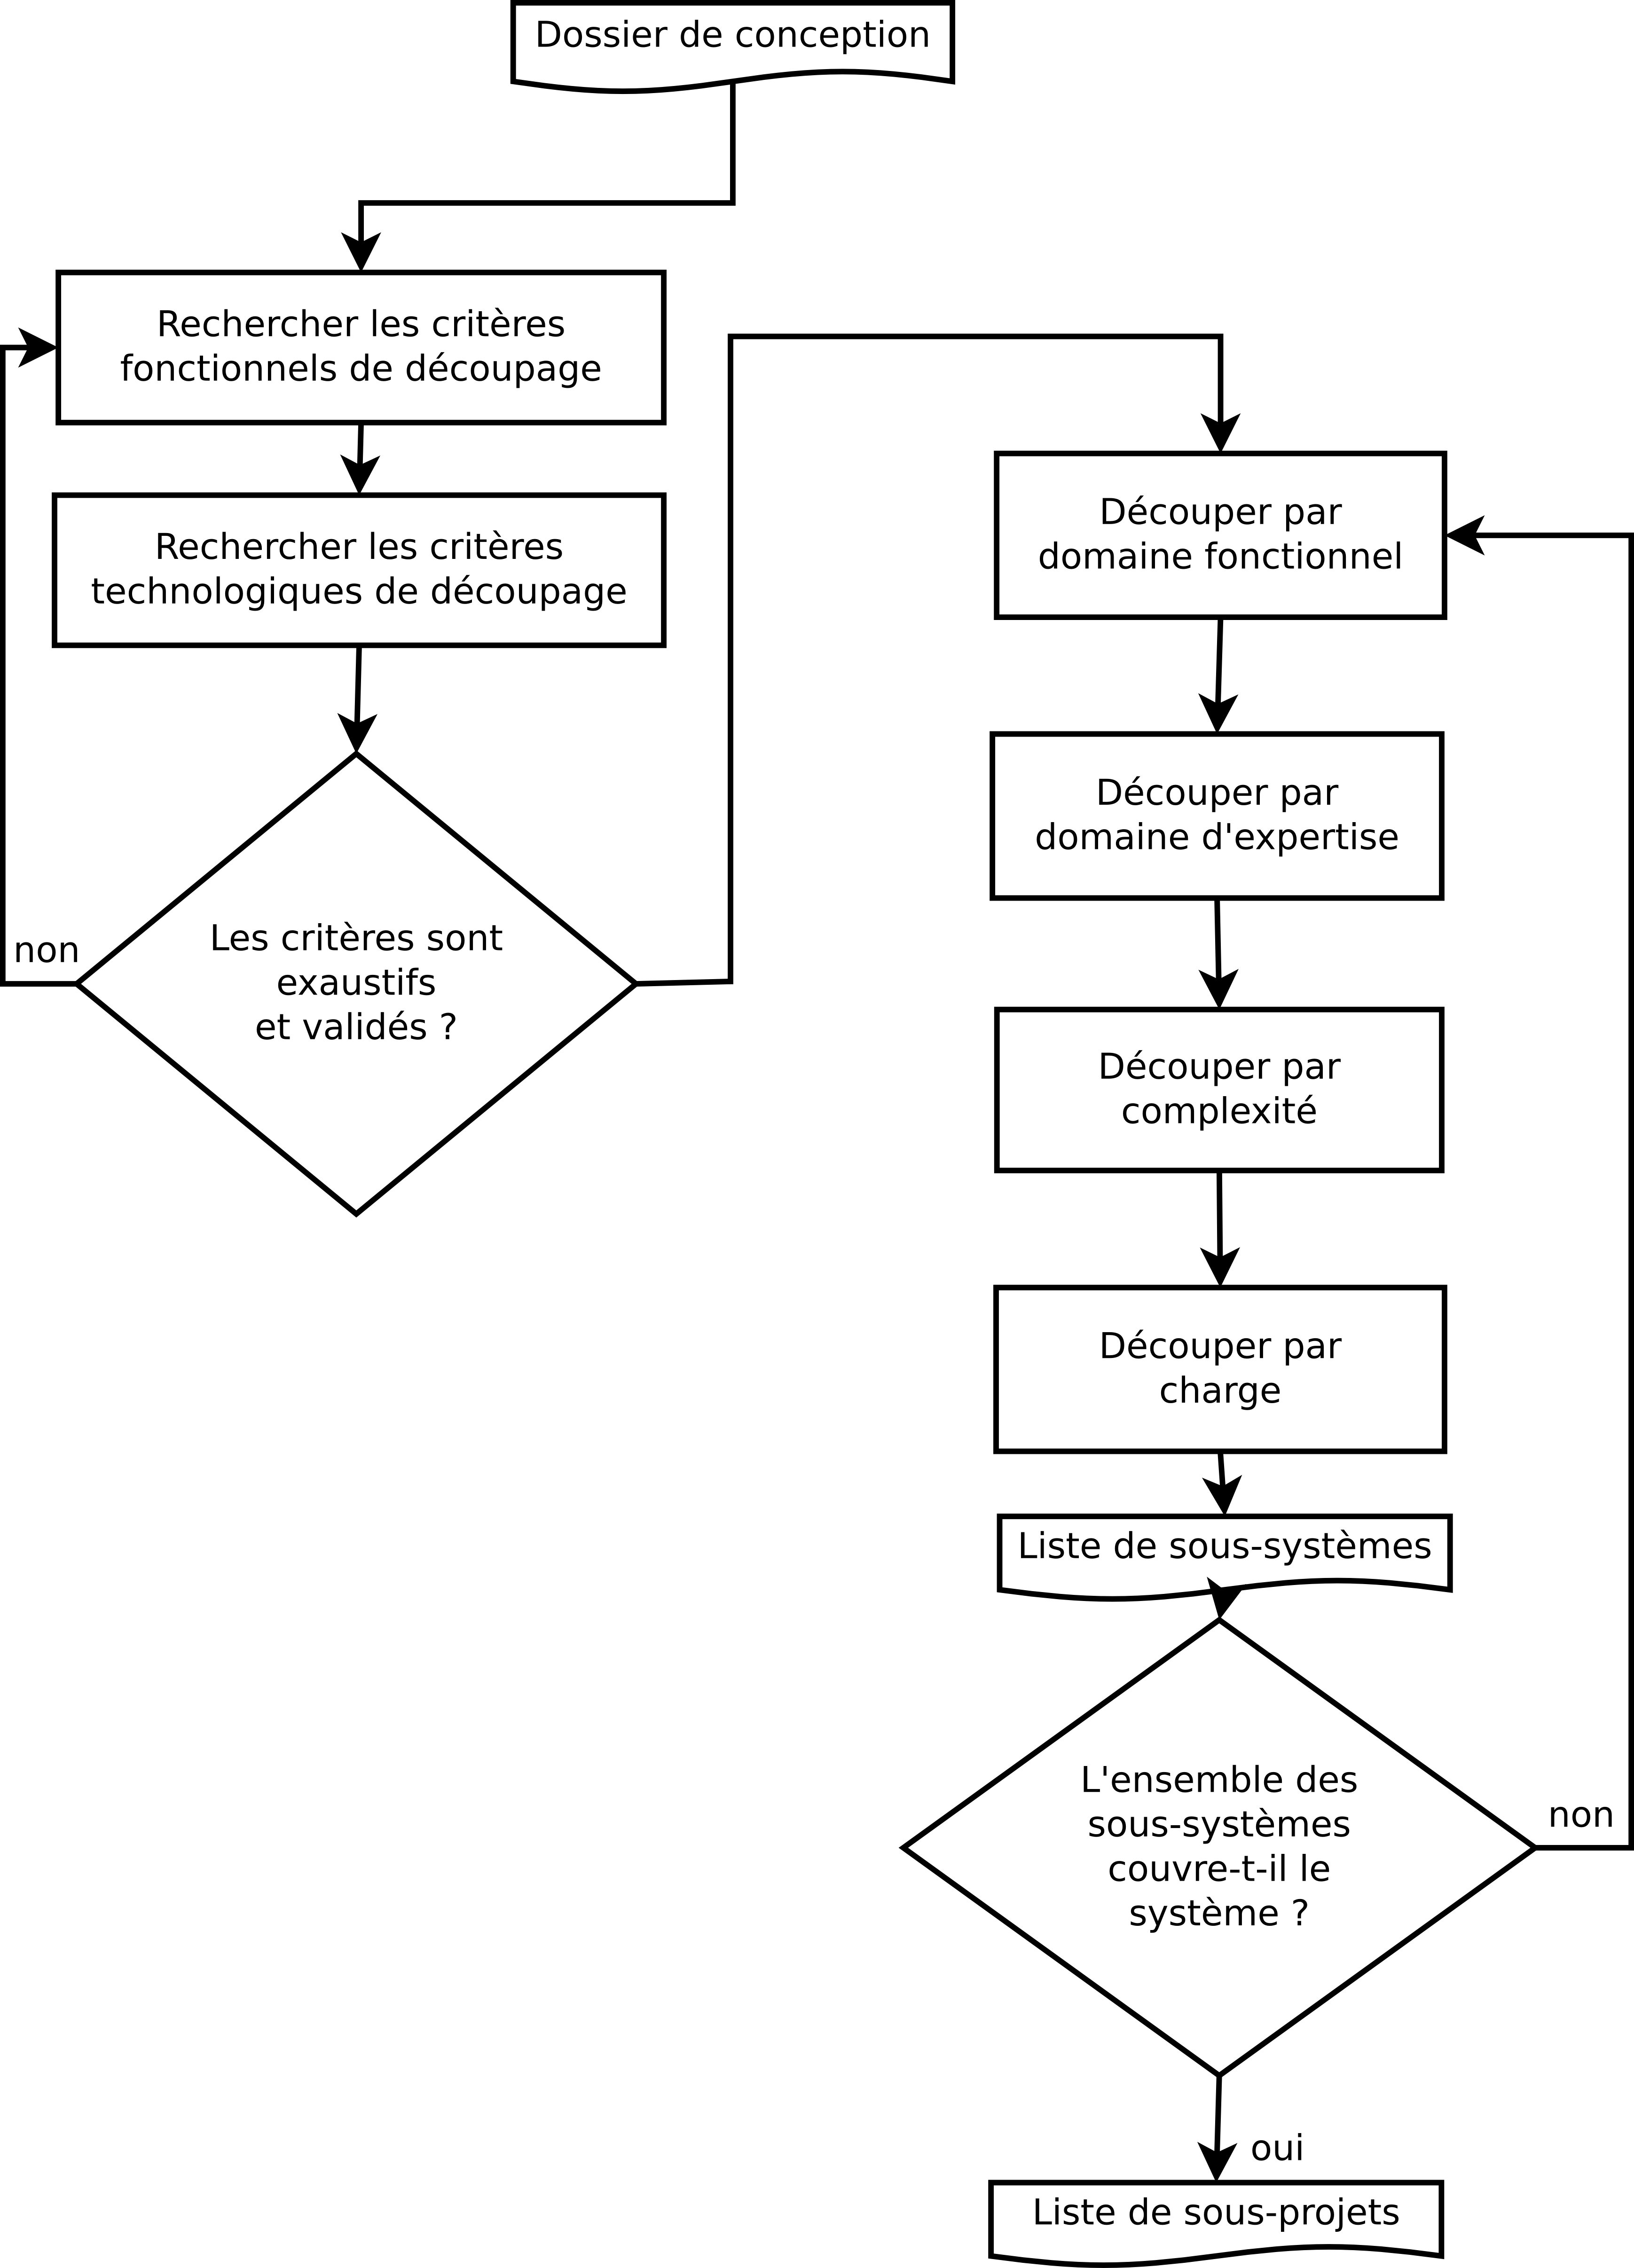 Dossier de conception
Rechercher les critères
fonctionnels de découpage
Rechercher les critères
technologiques de découpage
Les critères sont
exaustifs
et validés ?
non
Découper par
domaine fonctionnel
Découper par
domaine d'expertise
Découper par
complexité
Découper par
charge
Liste de sous-systèmes
L'ensemble des
sous-systèmes
couvre-t-il le
système ?
non
oui
Liste de sous-projets